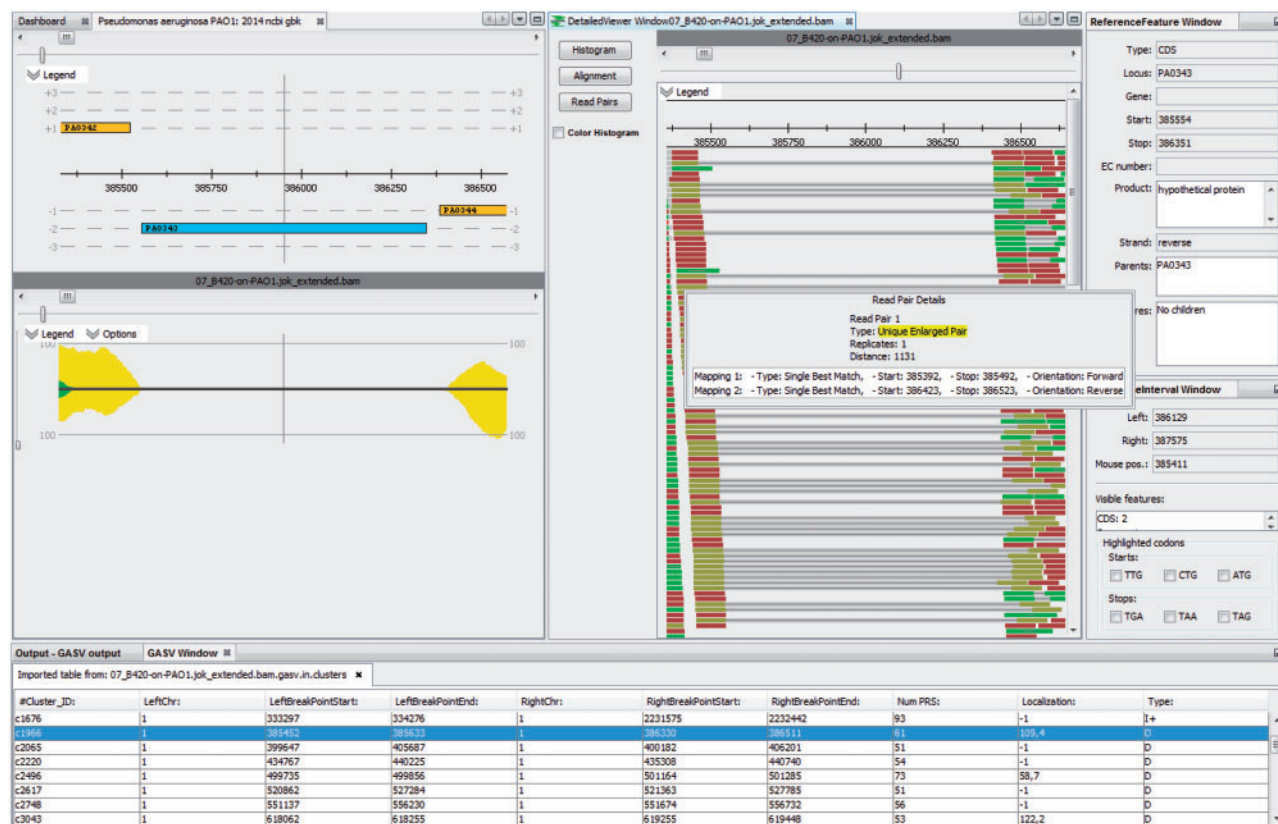 Dashboard
Pseudomonas aeruginosa PAO1: 2014 ncbi gbk
Legend
+3
+3
+2
+2
+1
PA0342
+1
385500 385750 386000 386250 386500
-1
PA0344
-1
-2
PA0343
-2
-3
-3
07_B420-on-PAO1.jok_extended.bam
Legend Options
100
100
100
100
DetailedViewer Window07_B420-on-PAO1.jok_extended.bam
Histogram
Alignment
Read Pairs
Color Histogram
07_B420-on-PAO1.jok_extended.bam
Legend
385500 385750 386000 386250 386500
Read Pair Details
Read Pair 1
Type: Unique Enlarged Pair
Replicates: 1
Distance: 1131
Mapping 1: - Type: Single Best Match, - Start: 385392, - Stop: 385492, - Orientation: Forward
Mapping 2: - Type: Single Best Match, - Start: 386423, - Stop: 386523, - Orientation: Reverse
ReferenceFeature Window
Type: CDS
Locus: PA0343
Gene:
Start: 385554
Stop: 386351
EC number:
Product: hypothetical protein
Strand: reverse
Parents: PA0343
res: No children
eInterval Window
Left: 386129
Right: 387575
Mouse pos.: 385411
Visible features:
CDS: 2
Highlighted codons
Starts:
TTG CTG ATG
Stops:
TGA TAA TAG
Output - GASV output GASV Window
Imported table from: 07_B420-on-PAO1.jok_extended.bam.gasv.in.clusters
#Cluster_ID: LeftChr: LeftBreakPointStart: LeftBreakPointEnd: RightChr: RightBreakPointStart: RightBreakPointEnd: Num PRS: Localization: Type:
c1676 1 333297 334276 1 2231575 2232442 93 -1 I+
c1966 1 385452 385633 1 386330 386511 61 109,4 D
c2065 1 399647 405687 1 400182 406201 51 -1 D
c2220 1 434767 440225 1 435308 440740 54 -1 D
c2496 1 499735 499856 1 501164 501285 73 58,7 D
c2617 1 520862 527284 1 521363 527785 51 -1 D
c2748 1 551137 556230 1 551674 556732 56 -1 D
c3043 1 618062 618255 1 619255 619448 53 122,2 D